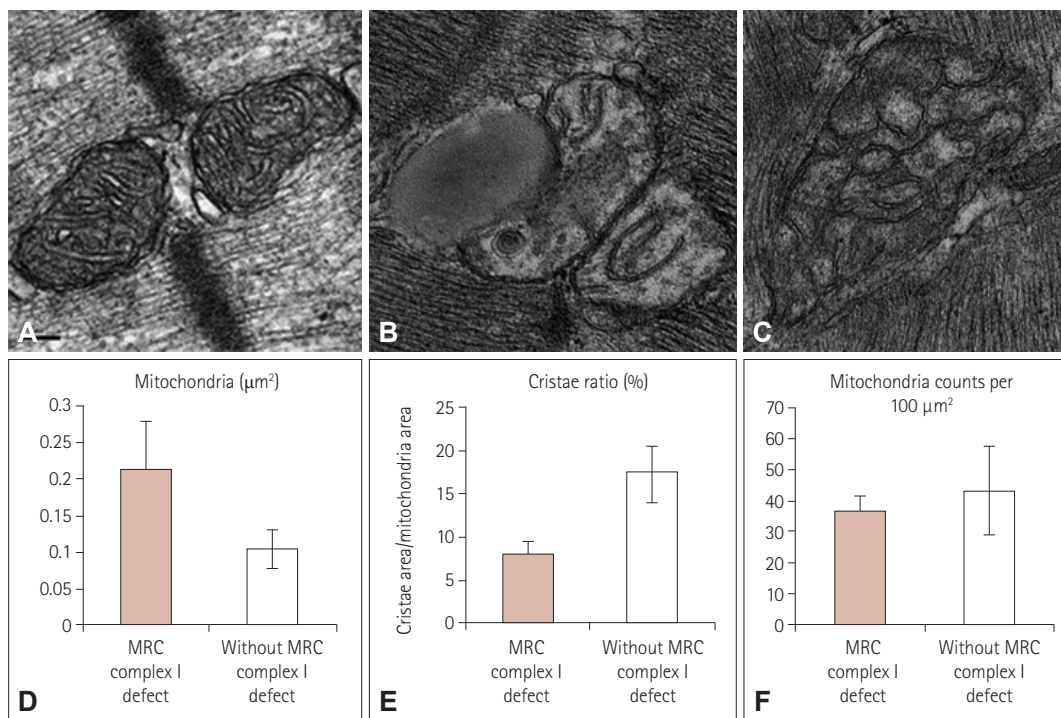 A
B
C
Mitochondria (μm²)
0.3
0.25
0.2
0.15
0.1
0.05
0
MRC
complex I
defect
Without MRC
complex I
defect
D
Cristae ratio (%)
Cristae area/mitochondria area
25
20
15
10
5
0
MRC
complex I
defect
Without MRC
complex I
defect
E
Mitochondria counts per
100 μm²
70
60
50
40
30
20
10
0
MRC
complex I
defect
Without MRC
complex I
defect
F